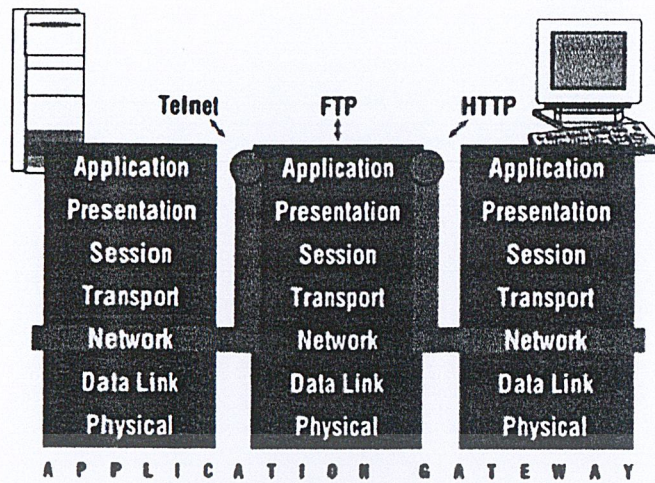 Telnet FTP HTTP
Application Application Application
Presentation Presentation Presentation
Session Session Session
Transport Transport Transport
Network Network Network
Data Link Data Link Data Link
Physical Physical Physical
APPLICATION GATEWAY